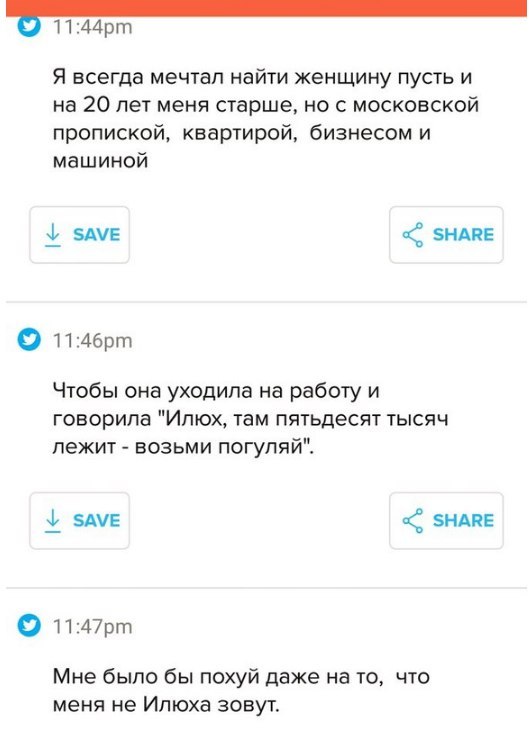 11:44pm
Я всегда мечтал найти женщину пусть и
на 20 лет меня старше, но с московской
пропиской, квартирой, бизнесом и
машиной
SAVE
SHARE
11:46pm
Чтобы она уходила на работу и
говорила "Илюх, там пятьдесят тысяч
лежит - возьми погуляй".
SAVE
SHARE
11:47pm
Мне было бы похуй даже на то, что
меня не Илюха зовут.